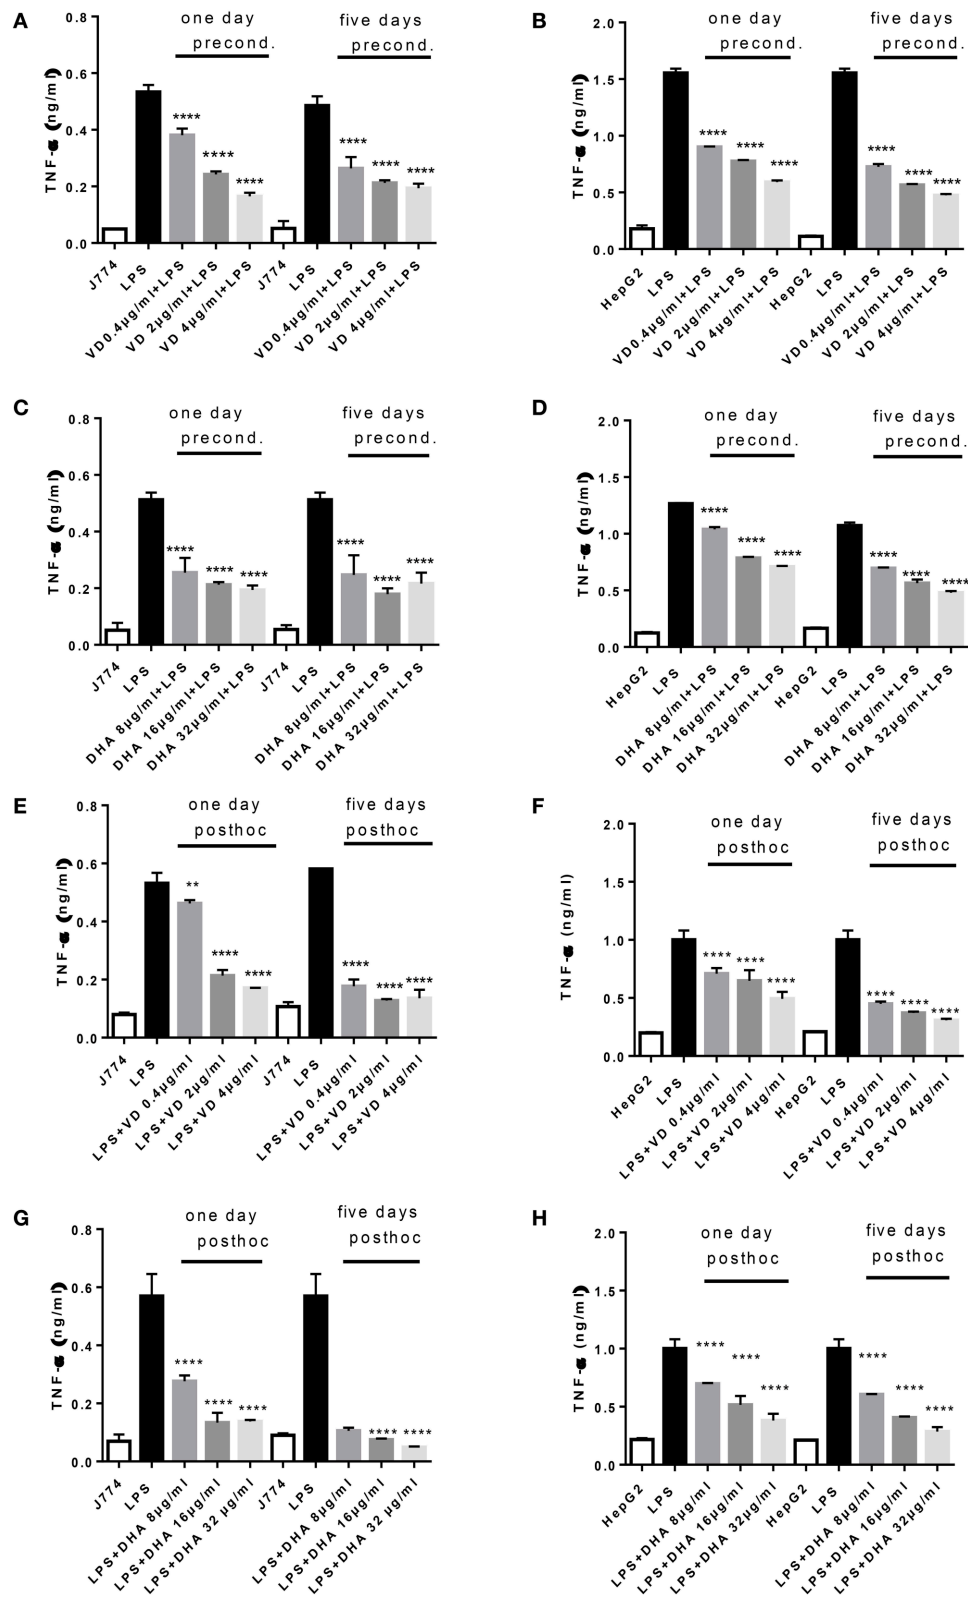 A
one day
precond.
five days
precond.
TNF-α (ng/ml)
0.8
0.6
0.4
0.2
0.0
****
****
****
****
****
****
J774
LPS
VD0.4µg/ml+LPS
VD 2µg/ml+LPS
VD 4µg/ml+LPS
J774
LPS
VD0.4µg/ml+LPS
VD 2µg/ml+LPS
VD 4µg/ml+LPS
B
one day
precond.
five days
precond.
TNF-α (ng/ml)
2.0
1.5
1.0
0.5
0.0
****
****
****
****
****
****
HepG2
LPS
VD0.4µg/ml+LPS
VD 2µg/ml+LPS
VD 4µg/ml+LPS
HepG2
LPS
VD0.4µg/ml+LPS
VD 2µg/ml+LPS
VD 4µg/ml+LPS
C
one day
precond.
five days
precond.
TNF-α (ng/ml)
0.8
0.6
0.4
0.2
0.0
****
****
****
****
****
****
J774
LPS
DHA 8µg/ml+LPS
DHA 16µg/ml+LPS
DHA 32µg/ml+LPS
J774
LPS
DHA 8µg/ml+LPS
DHA 16µg/ml+LPS
DHA 32µg/ml+LPS
D
one day
precond.
five days
precond.
TNF-α (ng/ml)
2.0
1.5
1.0
0.5
0.0
****
****
****
****
****
****
HepG2
LPS
DHA 8µg/ml+LPS
DHA 16µg/ml+LPS
DHA 32µg/ml+LPS
HepG2
LPS
DHA 8µg/ml+LPS
DHA 16µg/ml+LPS
DHA 32µg/ml+LPS
E
one day
posthoc
five days
posthoc
TNF-α (ng/ml)
0.8
0.6
0.4
0.2
0.0
**
****
****
****
****
****
J774
LPS
LPS+VD 0.4µg/ml
LPS+VD 2µg/ml
LPS+VD 4µg/ml
J774
LPS
LPS+VD 0.4µg/ml
LPS+VD 2µg/ml
LPS+VD 4µg/ml
F
one day
posthoc
five days
posthoc
TNF-α (ng/ml)
2.0
1.5
1.0
0.5
0.0
****
****
****
****
****
****
HepG2
LPS
LPS+VD 0.4µg/ml
LPS+VD 2µg/ml
LPS+VD 4µg/ml
HepG2
LPS
LPS+VD 0.4µg/ml
LPS+VD 2µg/ml
LPS+VD 4µg/ml
G
one day
posthoc
five days
posthoc
TNF-α (ng/ml)
0.8
0.6
0.4
0.2
0.0
****
****
****
****
****
J774
LPS
LPS+DHA 8µg/ml
LPS+DHA 16µg/ml
LPS+DHA 32 µg/ml
J774
LPS
LPS+DHA 8µg/ml
LPS+DHA 16µg/ml
LPS+DHA 32 µg/ml
H
one day
posthoc
five days
posthoc
TNF-α (ng/ml)
2.0
1.5
1.0
0.5
0.0
****
****
****
****
****
****
HepG2
LPS
LPS+DHA 8µg/ml
LPS+DHA 16µg/ml
LPS+DHA 32µg/ml
HepG2
LPS
LPS+DHA 8µg/ml
LPS+DHA 16µg/ml
LPS+DHA 32µg/ml